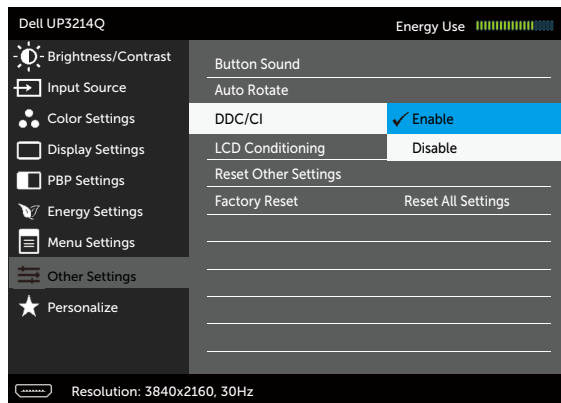 Dell UP3214Q
Energy Use
Brightness/Contrast
Input Source
Color Settings
Display Settings
PBP Settings
Energy Settings
Menu Settings
Other Settings
Personalize
Button Sound
Auto Rotate
DDC/CI
Enable
LCD Conditioning
Disable
Reset Other Settings
Factory Reset
Reset All Settings
Resolution: 3840x2160, 30Hz